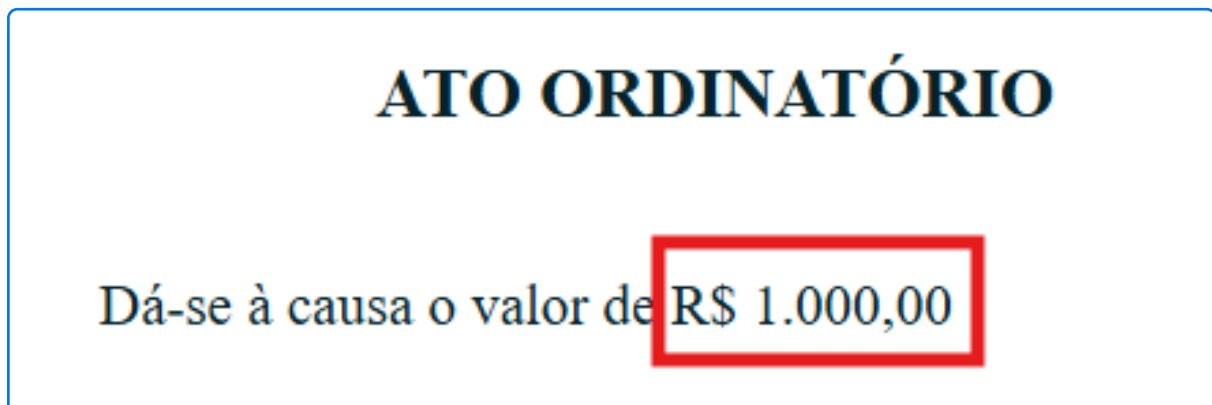 ATO ORDINATÓRIO
Dá-se à causa o valor de R$ 1.000,00